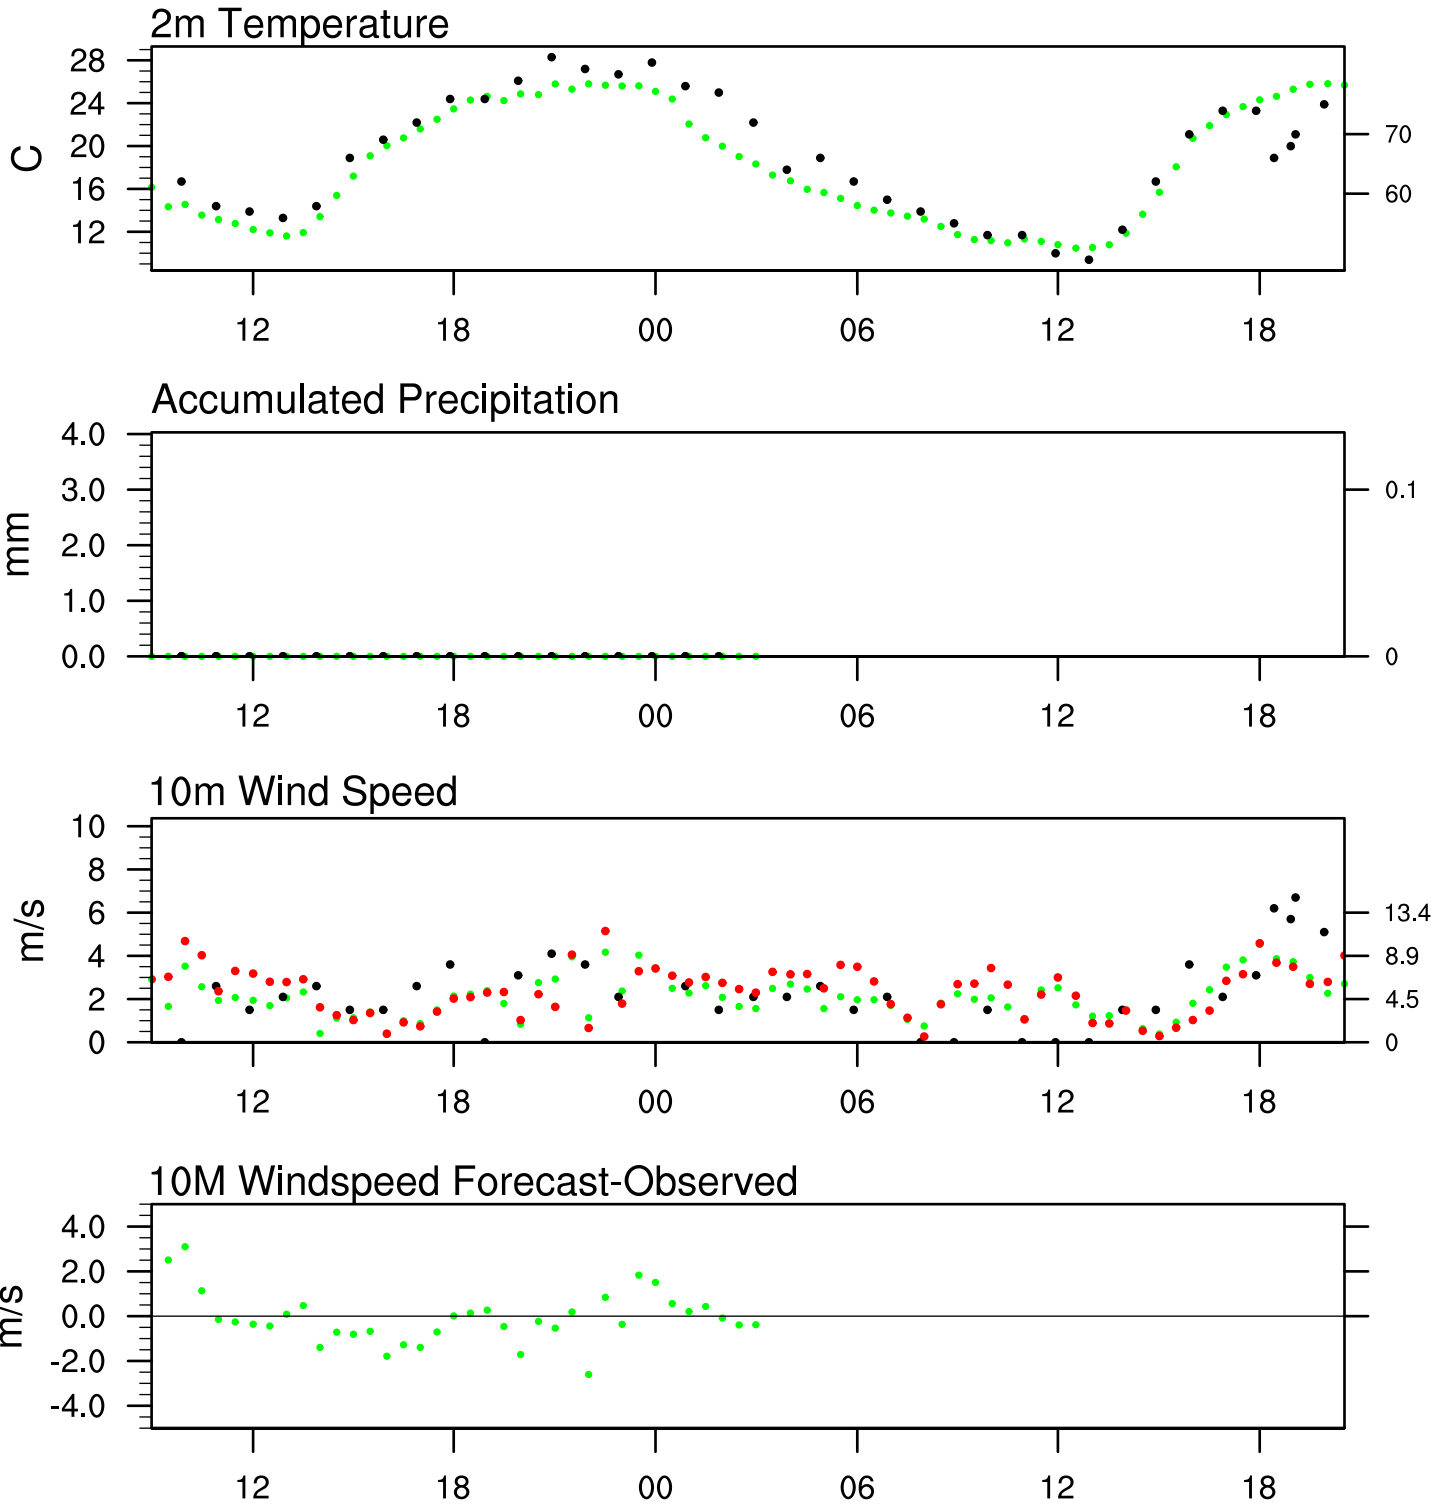 2m Temperature
28
24
20 70
16 60
12
C
12 18 00 06 12 18
Accumulated Precipitation
4.0
3.0 0.1
2.0
1.0
0.0 0
mm
12 18 00 06 12 18
10m Wind Speed
10
8
6 13.4
4 8.9
2 4.5
0 0
m/s
12 18 00 06 12 18
10M Windspeed Forecast-Observed
4.0
2.0
0.0
-2.0
-4.0
m/s
12 18 00 06 12 18